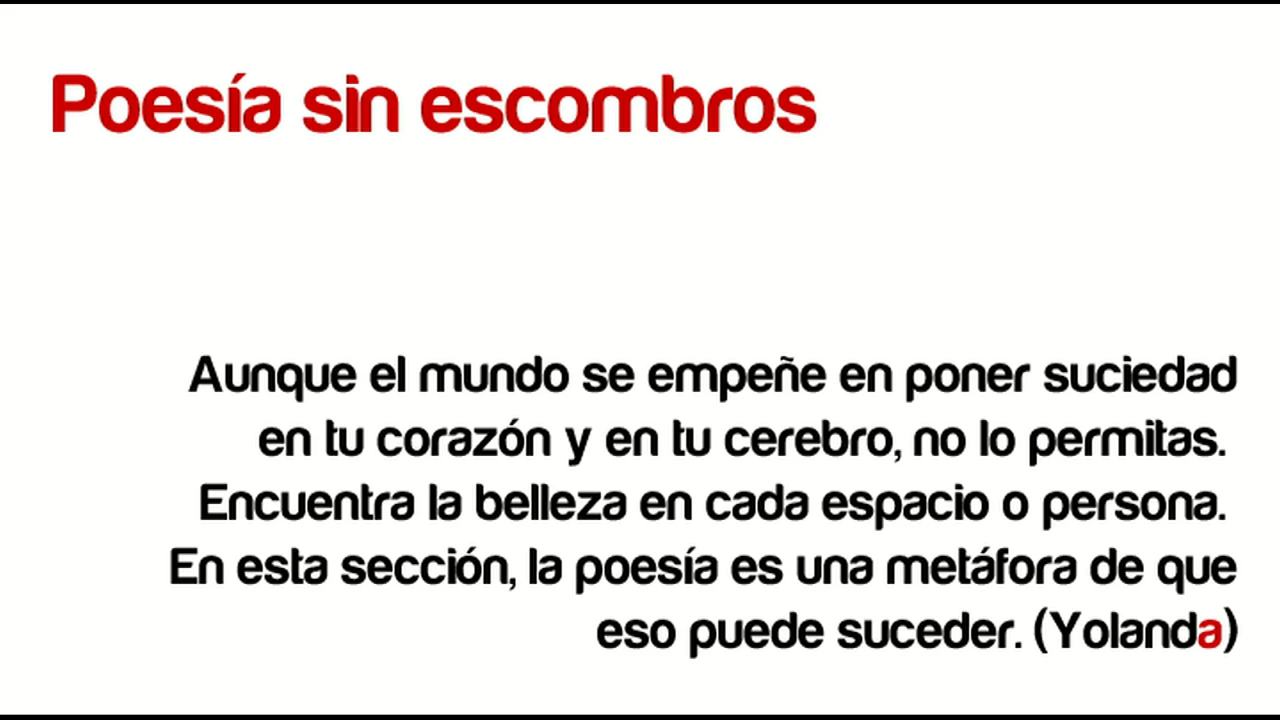 Poesía sin escombros
Aunque el mundo se empeñe en poner suciedad
en tu corazón y en tu cerebro, no lo permitas.
Encuentra la belleza en cada espacio o persona.
En esta sección, la poesía es una metáfora de que
eso puede suceder. (Yolanda)